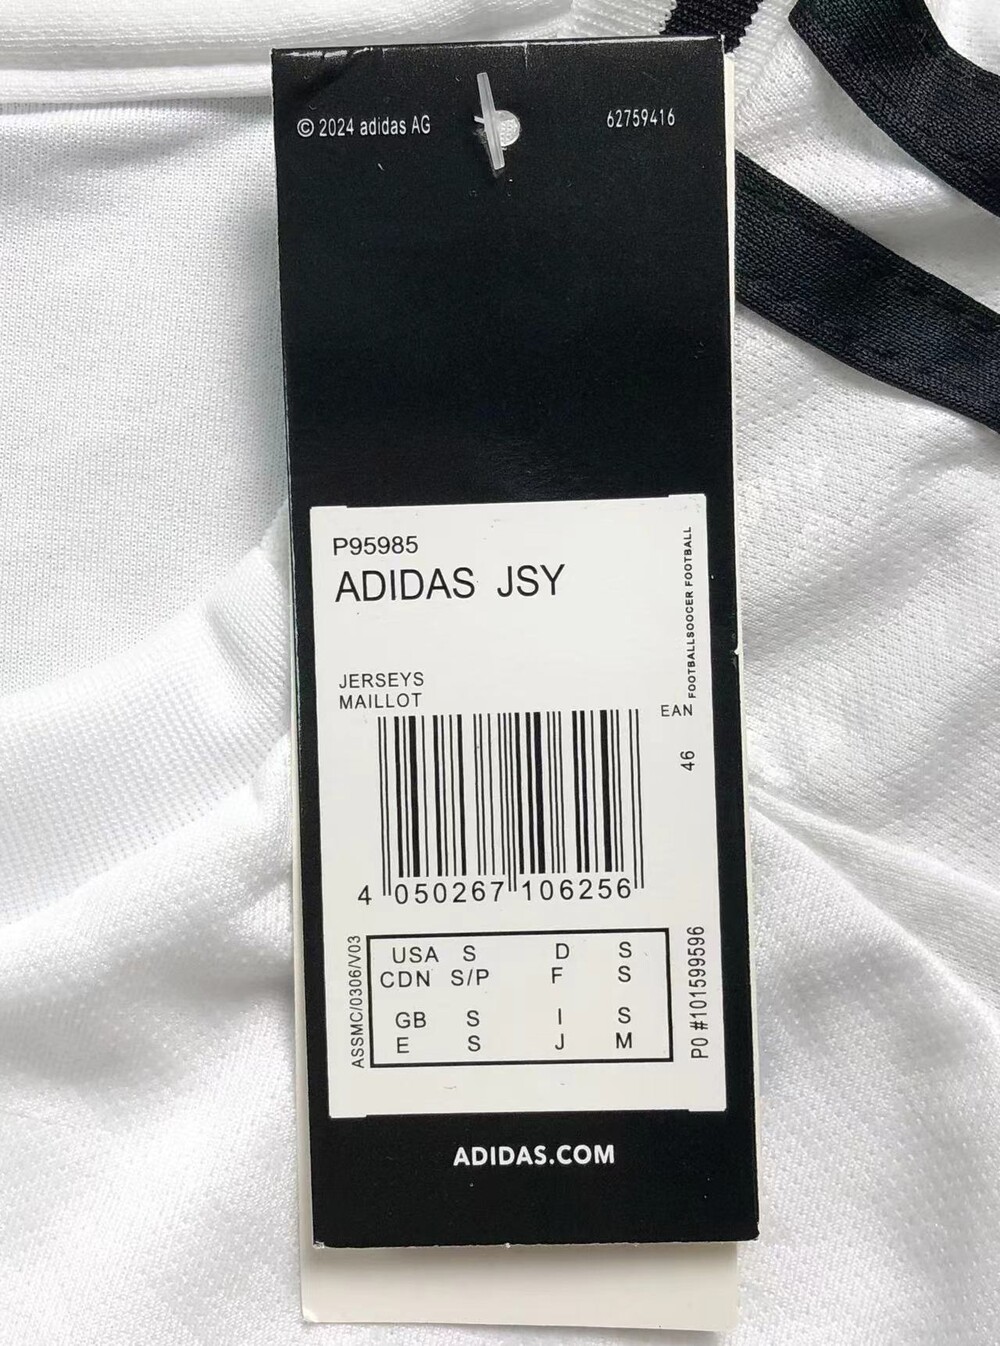 © 2024 adidas AG
62759416
P95985
ADIDAS JSY
FOOTBALLSOOCER FOOTBALL
JERSEYS
MAILLOT
EAN
46
4 050267 106256
ASSMC/0306/V03
USA S D S
CDN S/P F S
GB S I S
E S J M
PO #101599596
ADIDAS.COM